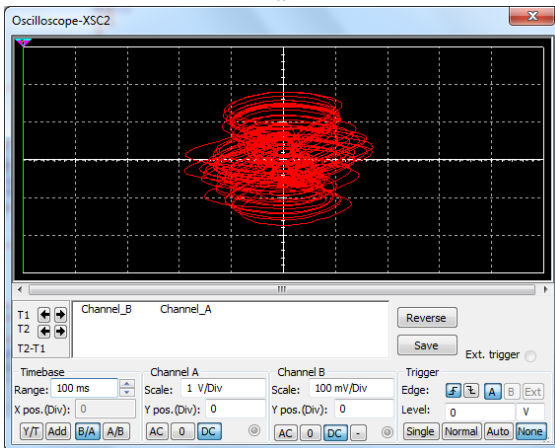 Oscilloscope-XSC2
T1
Channel_B Channel_A
T2
T2-T1
Reverse
Save
Ext. trigger
Timebase
Range: 100 ms
X pos.(Div): 0
Y/T Add B/A A/B
Channel A
Scale: 1 V/Div
Y pos.(Div): 0
AC 0 DC
Channel B
Scale: 100 mV/Div
Y pos.(Div): 0
AC 0 DC -
Trigger
Edge: A B Ext
Level: 0 V
Single Normal Auto None